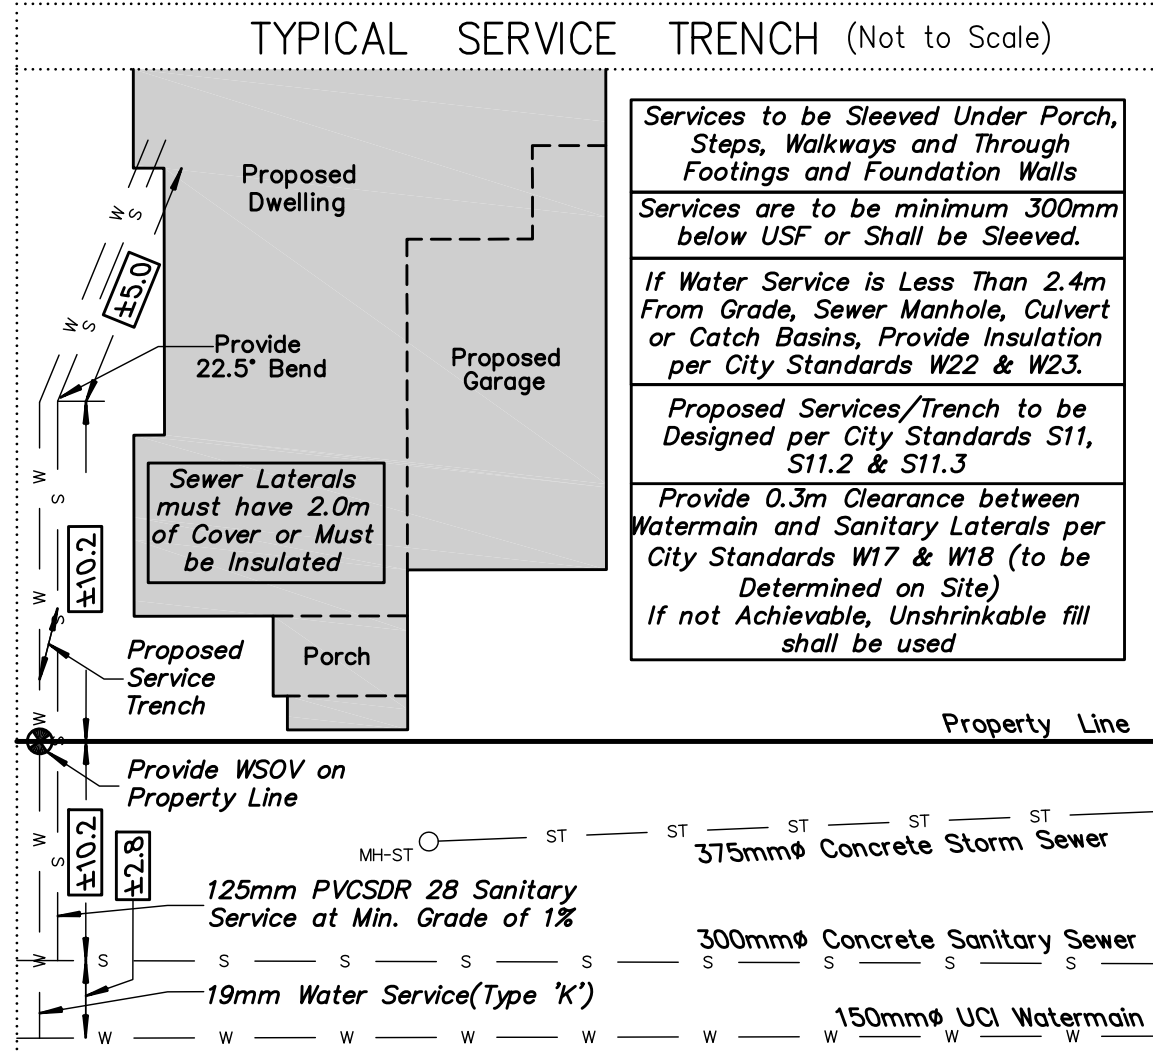 TYPICAL SERVICE TRENCH (Not to Scale)
Services to be Sleeved Under Porch,
Steps, Walkways and Through
Footings and Foundation Walls
Services are to be minimum 300mm
below USF or Shall be Sleeved.
If Water Service is Less Than 2.4m
From Grade, Sewer Manhole, Culvert
or Catch Basins, Provide Insulation
per City Standards W22 & W23.
Proposed Services/Trench to be
Designed per City Standards S11,
S11.2 & S11.3
Provide 0.3m Clearance between
Watermain and Sanitary Laterals per
City Standards W17 & W18 (to be
Determined on Site)
If not Achievable, Unshrinkable fill
shall be used
Proposed
Dwelling
W
S
±5.0
W
S
Provide
22.5° Bend
Proposed
Garage
W
S
Sewer Laterals
must have 2.0m
of Cover or Must
be Insulated
±10.2
W
S
Proposed
Service
Trench
Porch
W
S
Property Line
Provide WSOV on
Property Line
W
S
±10.2
±2.8
MH-ST
ST ST ST ST ST
375mmø Concrete Storm Sewer
125mm PVCSDR 28 Sanitary
Service at Min. Grade of 1%
300mmø Concrete Sanitary Sewer
W S S S S S S S S S
19mm Water Service(Type 'K')
150mmø UCI Watermain
W W W W W W W W W